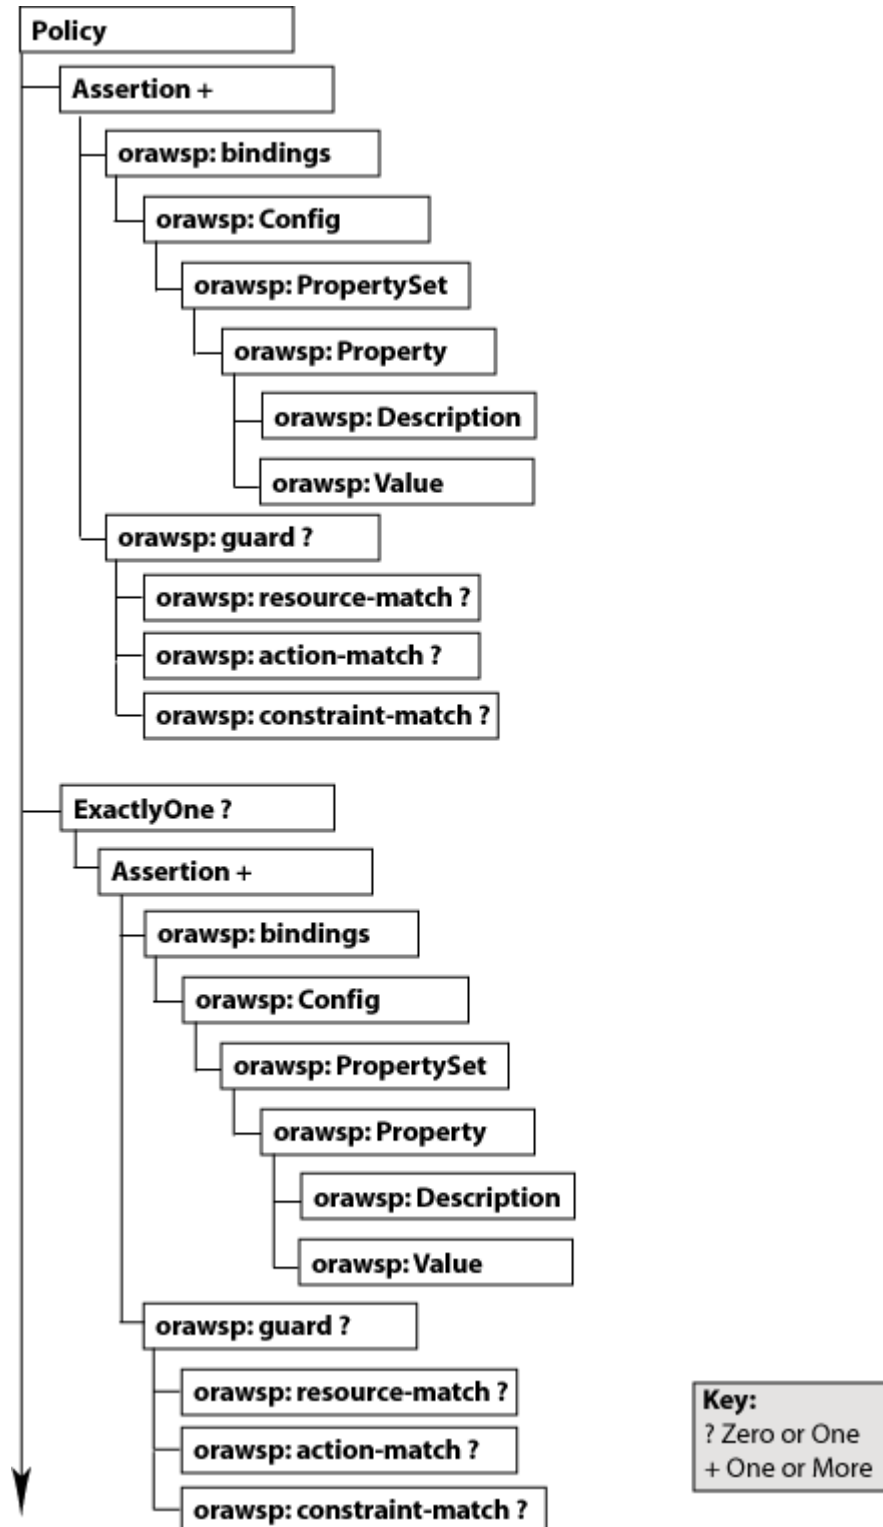 Policy
Assertion +
orawsp: bindings
orawsp: Config
orawsp: PropertySet
orawsp: Property
orawsp: Description
orawsp: Value
orawsp: guard ?
orawsp: resource-match ?
orawsp: action-match ?
orawsp: constraint-match ?
ExactlyOne ?
Assertion +
orawsp: bindings
orawsp: Config
orawsp: PropertySet
orawsp: Property
orawsp: Description
orawsp: Value
orawsp: guard ?
orawsp: resource-match ?
orawsp: action-match ?
orawsp: constraint-match ?
Key:
? Zero or One
+ One or More